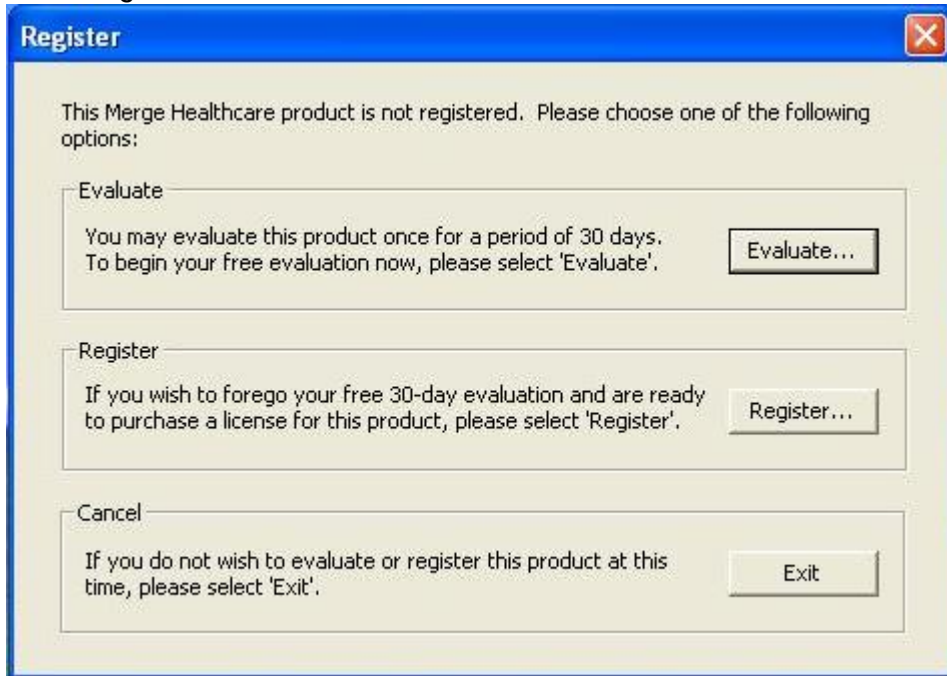 Register
This Merge Healthcare product is not registered.  Please choose one of the following
options:
Evaluate
You may evaluate this product once for a period of 30 days.
To begin your free evaluation now, please select 'Evaluate'.
Evaluate...
Register
If you wish to forego your free 30-day evaluation and are ready
to purchase a license for this product, please select 'Register'.
Register...
Cancel
If you do not wish to evaluate or register this product at this
time, please select 'Exit'.
Exit